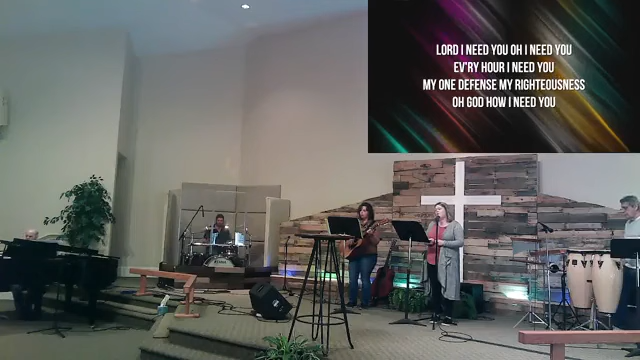 LORD I NEED YOU OH I NEED YOU
EV'RY HOUR I NEED YOU
MY ONE DEFENSE MY RIGHTEOUSNESS
OH GOD HOW I NEED YOU